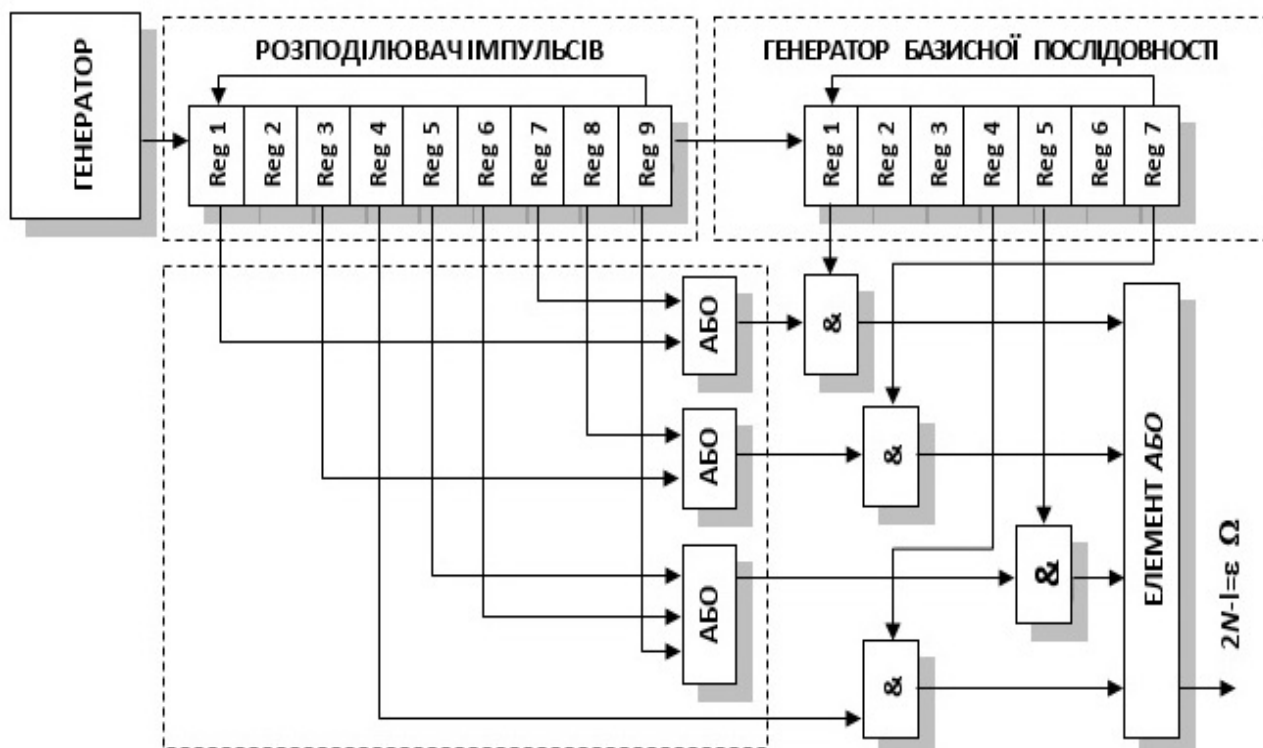 ГЕНЕРАТОР
РОЗПОДІЛЮВАЧ ІМПУЛЬСІВ
Reg 1
Reg 2
Reg 3
Reg 4
Reg 5
Reg 6
Reg 7
Reg 8
Reg 9
ГЕНЕРАТОР БАЗИСНОЇ ПОСЛІДОВНОСТІ
Reg 1
Reg 2
Reg 3
Reg 4
Reg 5
Reg 6
Reg 7
АБО
&
АБО
&
АБО
&
&
ЕЛЕМЕНТ АБО
2N-I=ε Ω